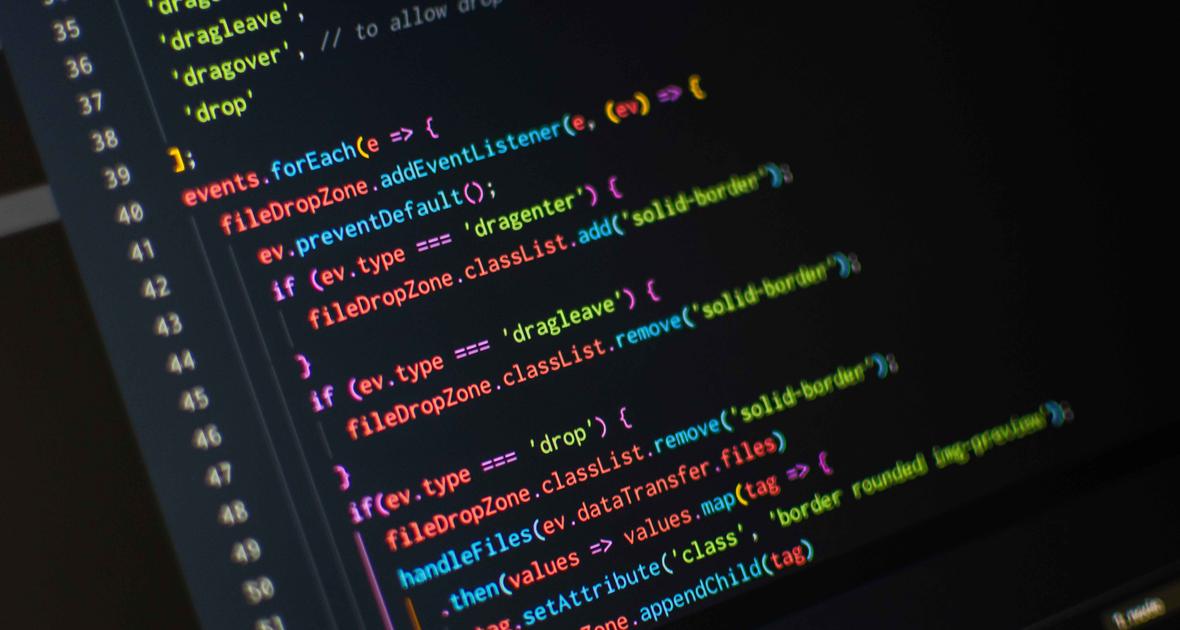 35 'drag
36 'dragleave',
37 'dragover', // to allow drop
38 'drop'
39 ];
40 events.forEach(e => {
41 fileDropZone.addEventListener(e, (ev) => {
42 ev.preventDefault();
43 if (ev.type === 'dragenter') {
44 fileDropZone.classList.add('solid-border');
45 }
46 if (ev.type === 'dragleave') {
47 fileDropZone.classList.remove('solid-border');
48 }
49 if(ev.type === 'drop') {
50 fileDropZone.classList.remove('solid-border');
51 handleFiles(ev.dataTransfer.files)
.then(values => values.map(tag => {
tag.setAttribute('class', 'border rounded img-preview');
Zone.appendChild(tag)